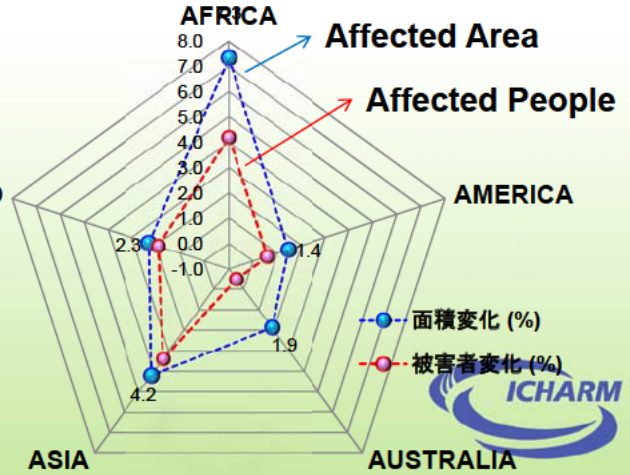 AFRICA
8.0
Affected Area
7.0
6.0
Affected People
5.0
4.0
3.0
2.0
AMERICA
1.0
2.3
0.0
1.4
-1.0
面積変化 (%)
1.9
被害者変化 (%)
4.2
ICHARM
ASIA
AUSTRALIA